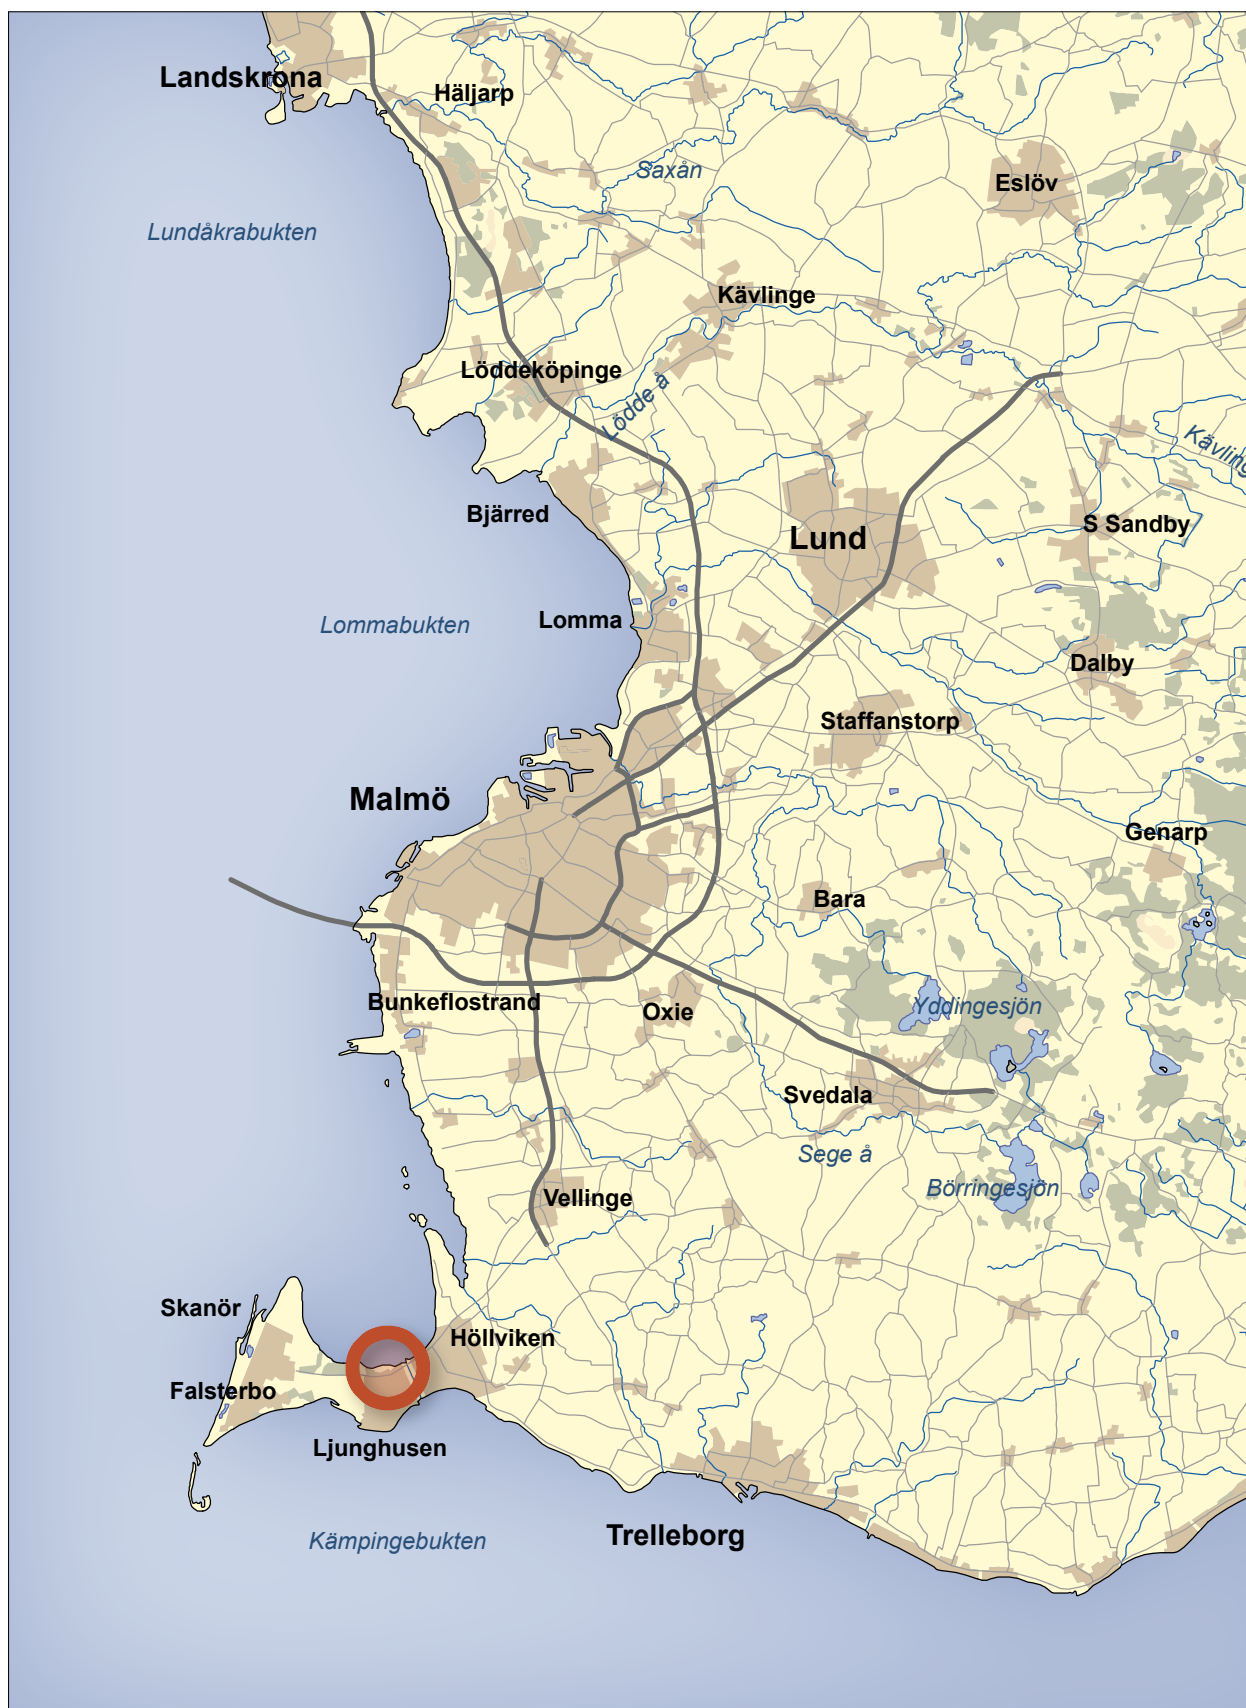 Landskrona
Häljarp
Saxån
Eslöv
Lundåkrabukten
Kävlinge
Löddeköpinge
Lödde å
Kävling
Bjärred
Lund
S Sandby
Lommabukten
Lomma
Dalby
Staffanstorp
Malmö
Genarp
Bara
Bunkeflostrand
Oxie
Yddingesjön
Svedala
Sege å
Börringesjön
Vellinge
Skanör
Höllviken
Falsterbo
Ljunghusen
Kämpingebukten
Trelleborg